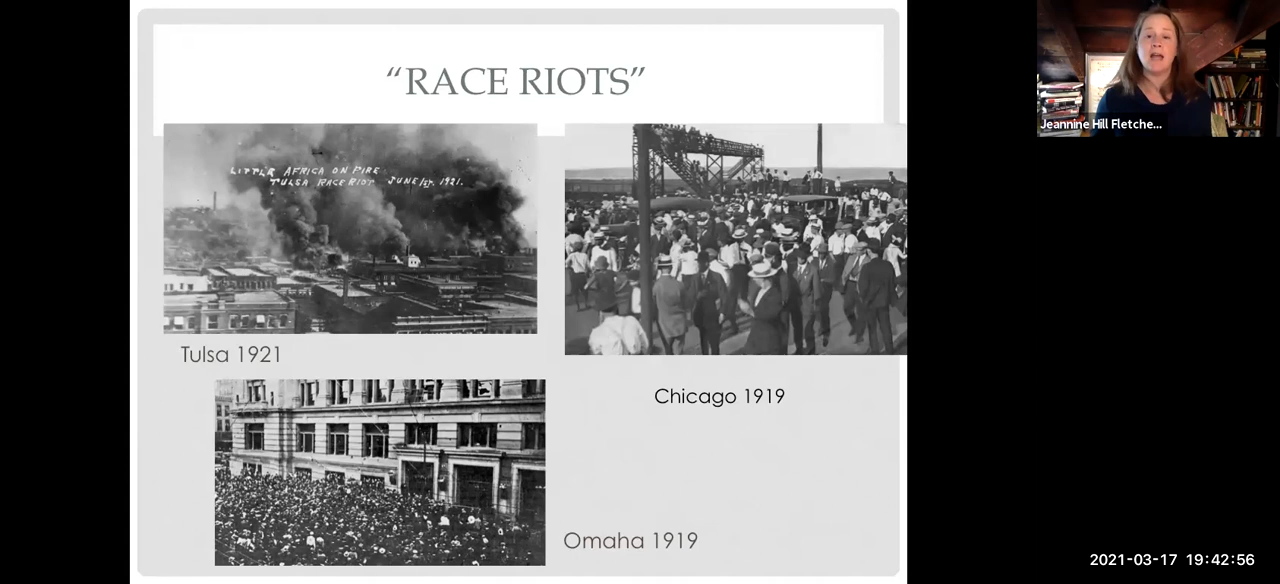 “RACE RIOTS”
LITTLE AFRICA ON FIRE
TULSA RACE RIOT JUNE 1ST 1921.
Tulsa 1921
Chicago 1919
Omaha 1919
Jeannine Hill Fletche...
2021-03-17 19:42:56